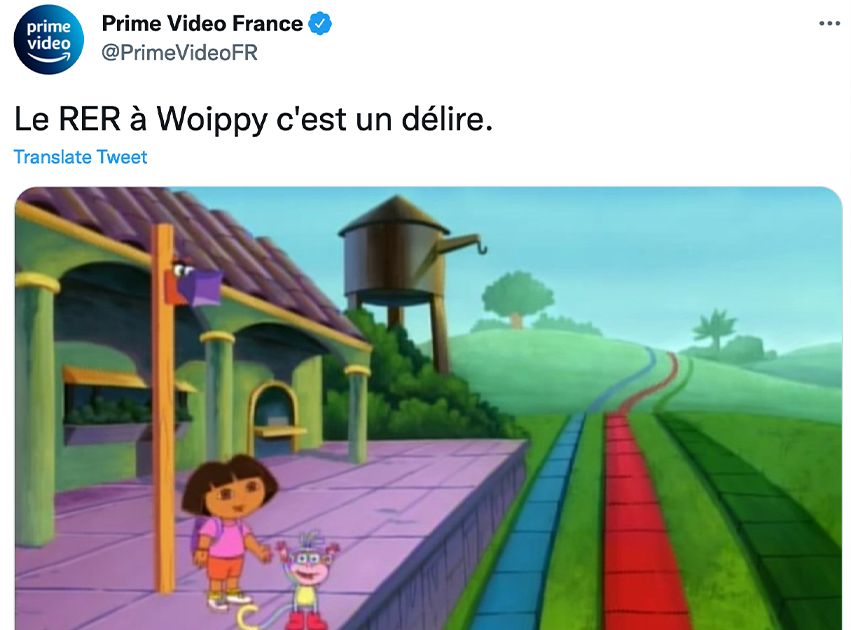 prime
video
Prime Video France
@PrimeVideoFR
Le RER à Woippy c'est un délire.
Translate Tweet